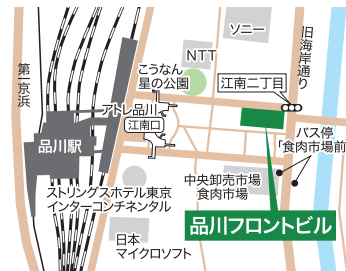 ソニー
旧海岸通り
NTT
第一京浜
こうなん
星の公園
江南二丁目
アトレ品川
江南口
品川駅
バス停
「食肉市場前
中央卸売市場
食肉市場
ストリングスホテル東京
インターコンチネンタル
品川フロントビル
日本
マイクロソフト